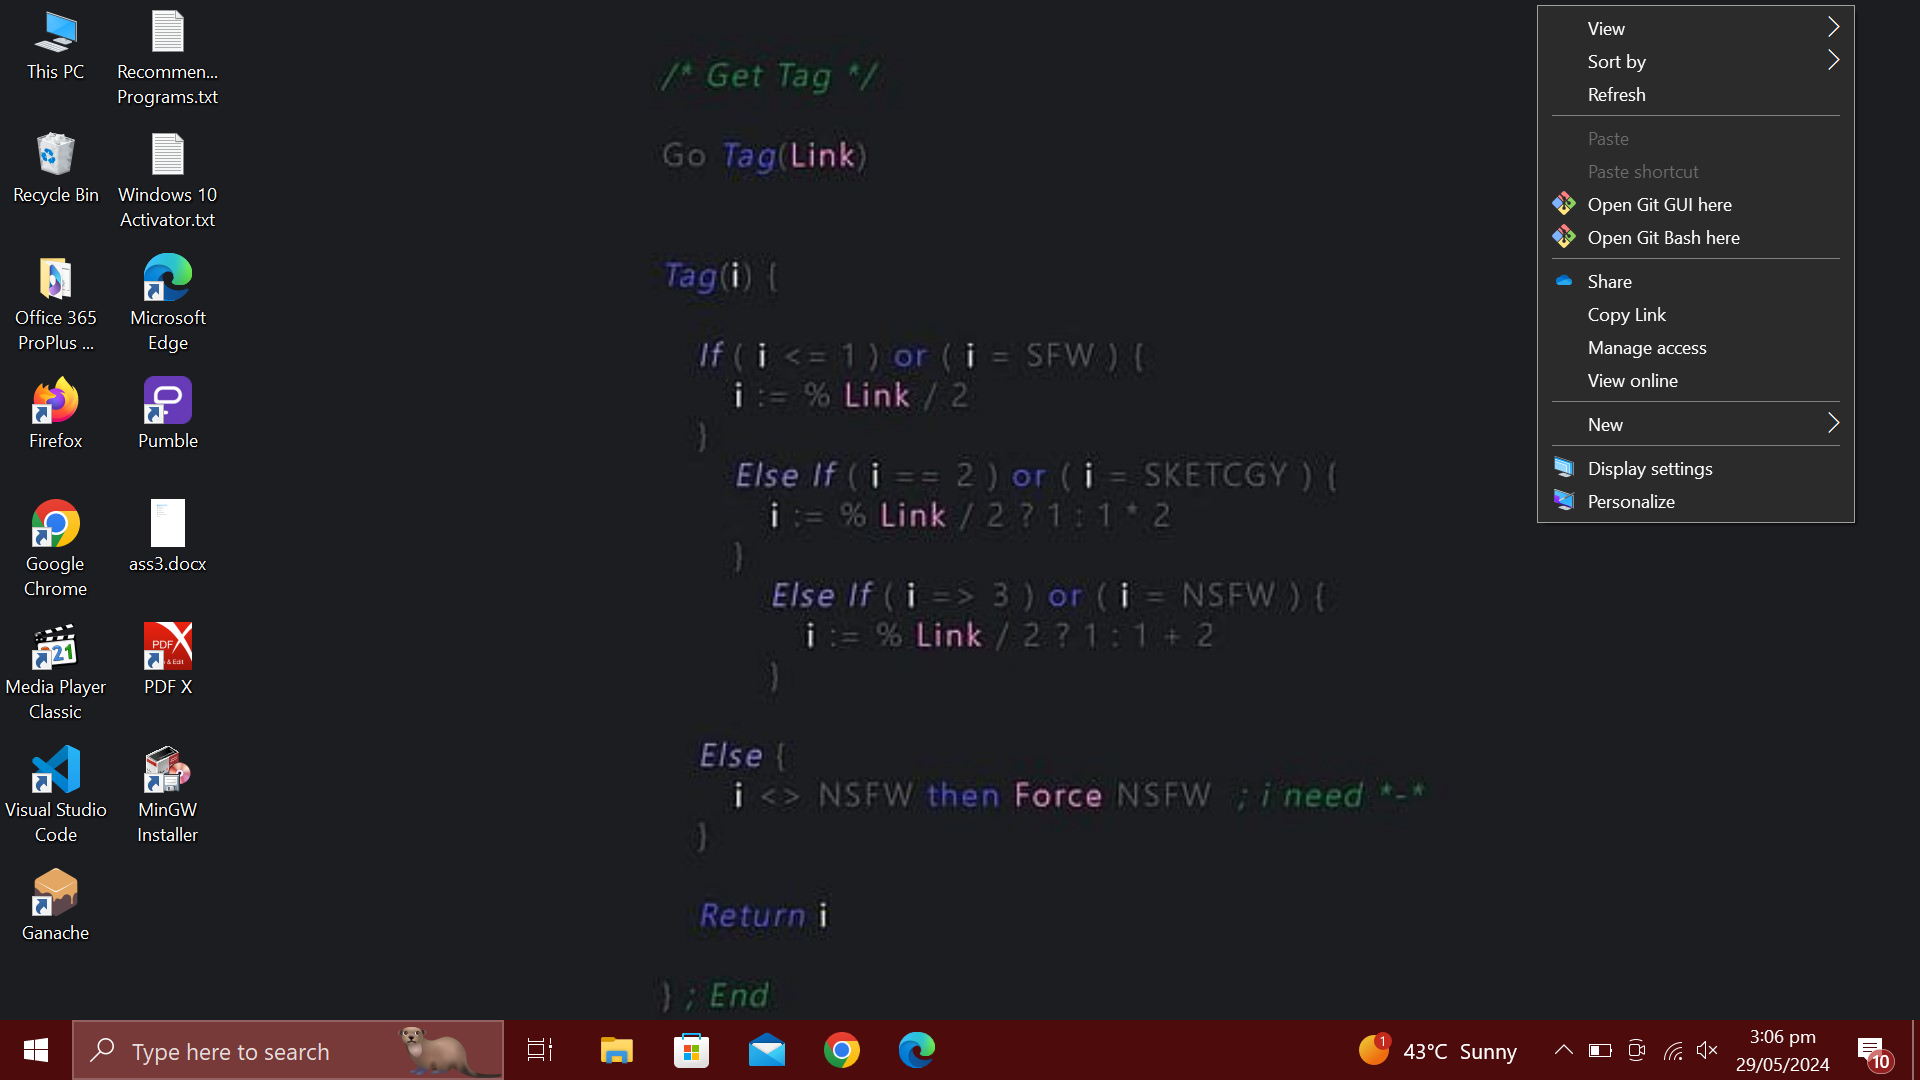 This PC
Recommen...
Programs.txt
Recycle Bin
Windows 10
Activator.txt
Office 365
ProPlus ...
Microsoft
Edge
Firefox
Pumble
Google
Chrome
ass3.docx
Media Player
Classic
PDF
& Edit
PDF X
Visual Studio
Code
MinGW
Installer
Ganache
/* Get Tag */
Go Tag(Link)
Tag(i) {
If ( i <= 1 ) or ( i = SFW ) {
i := % Link / 2
}
Else If ( i == 2 ) or ( i = SKETCGY ) {
i := % Link / 2 ? 1 : 1 * 2
}
Else If ( i => 3 ) or ( i = NSFW ) {
i := % Link / 2 ? 1 : 1 + 2
}
Else {
i <> NSFW then Force NSFW ; i need *-*
}
Return i
} ; End
View
Sort by
Refresh
Paste
Paste shortcut
Open Git GUI here
Open Git Bash here
Share
Copy Link
Manage access
View online
New
Display settings
Personalize
Type here to search
1
43°C Sunny
3:06 pm
29/05/2024
10